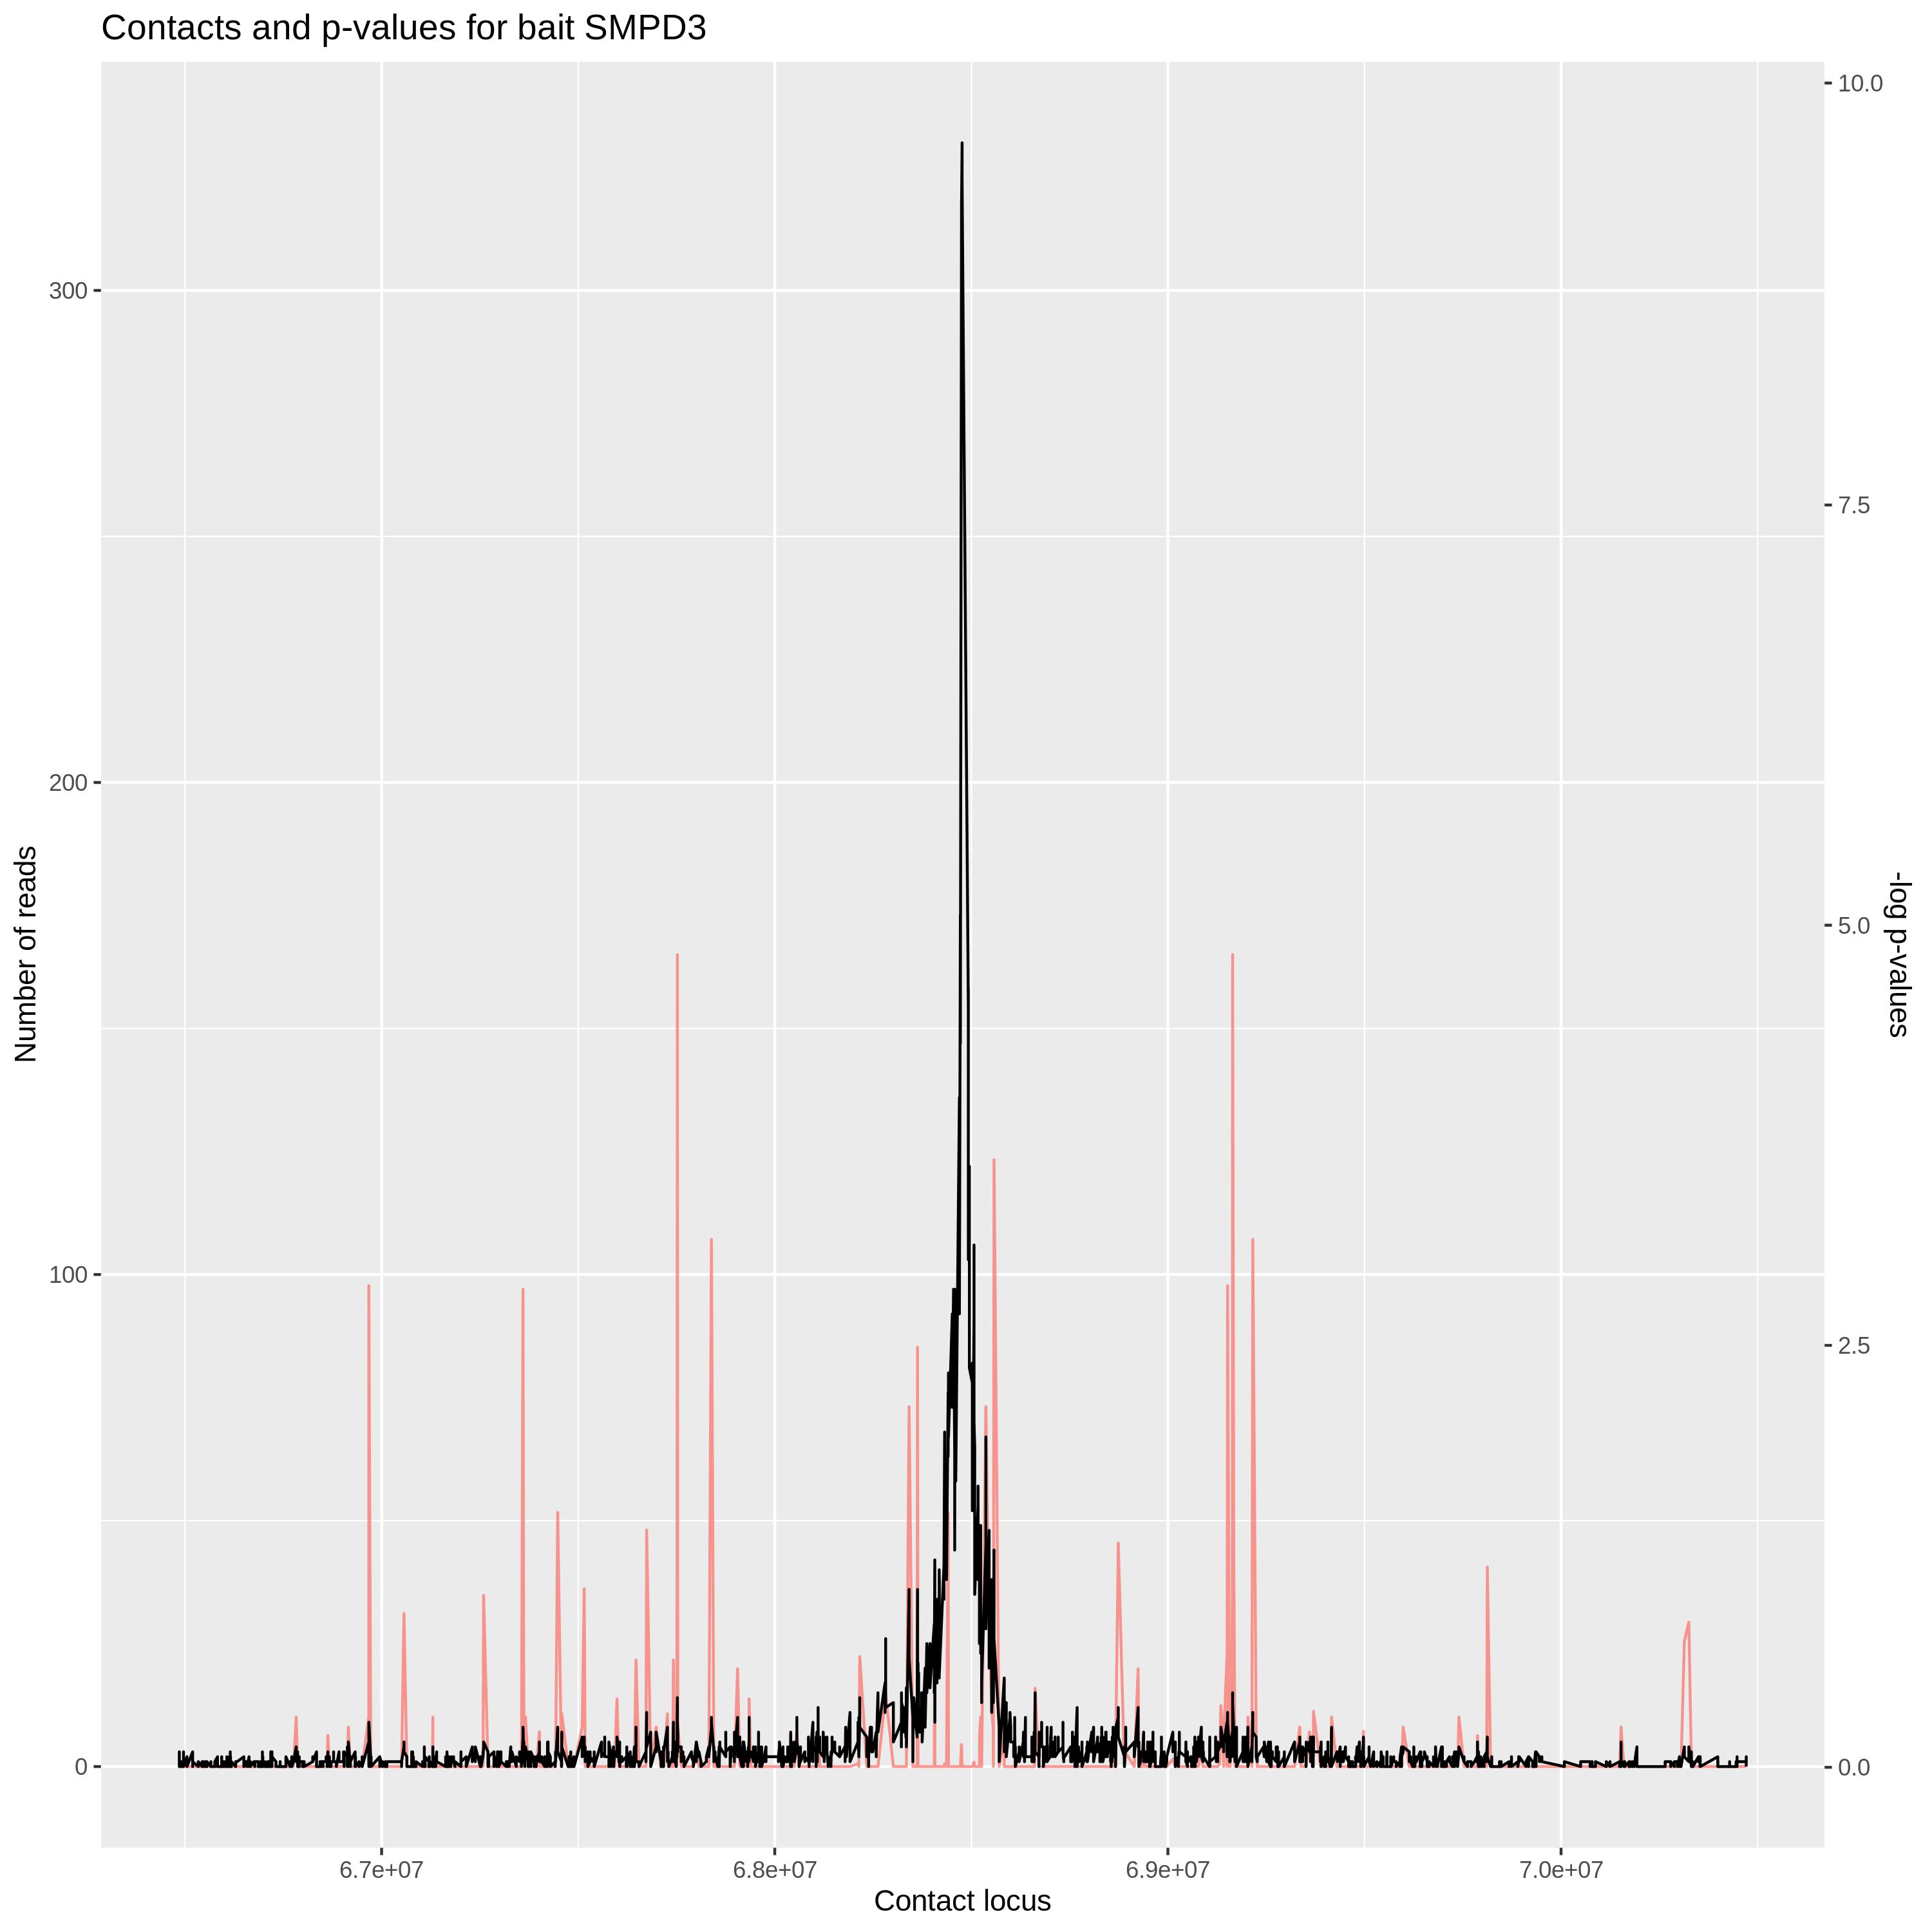 Contacts and p-values for bait SMPD3
10.0
300
7.5
200
5.0
Number of reads
-log p-values
100
2.5
0
0.0
6.7e+07
6.8e+07
6.9e+07
7.0e+07
Contact locus